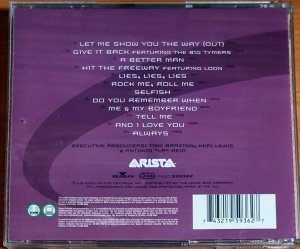 LET ME SHOW YOU THE WAY (OUT)
GIVE IT BACK FEATURING THE BIG TYMERS
A BETTER MAN
HIT THE FREEWAY FEATURING LOON
LIES, LIES, LIES
ROCK ME, ROLL ME
SELFISH
DO YOU REMEMBER WHEN
ME & MY BOYFRIEND
TELL ME
AND I LOVE YOU
ALWAYS
EXECUTIVE PRODUCERS: TONI BRAXTON, KERI LEWIS
& ANTONIO "L.A." REID
ARISTA